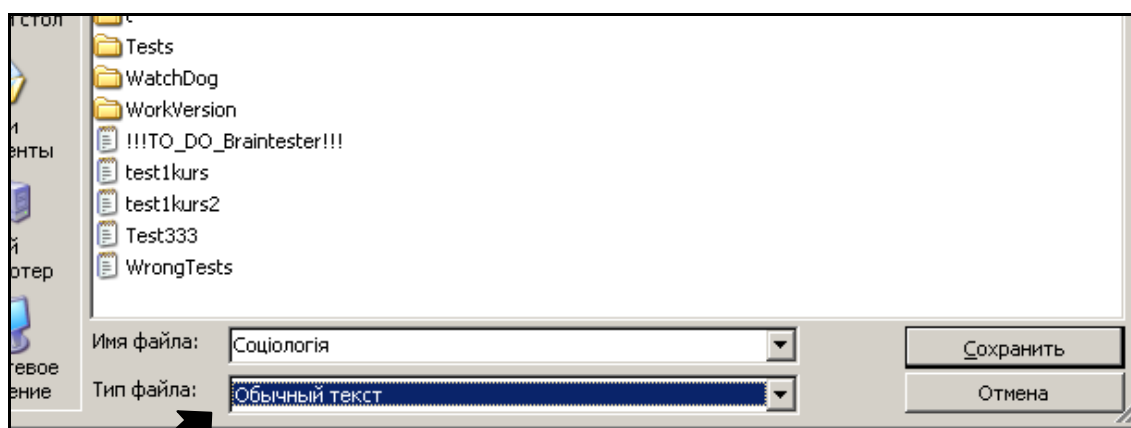 Tests
WatchDog
WorkVersion
!!!TO_DO_Braintester!!!
test1kurs
test1kurs2
Test333
WrongTests
Имя файла: Соціологія Сохранить
Тип файла: Обычный текст Отмена